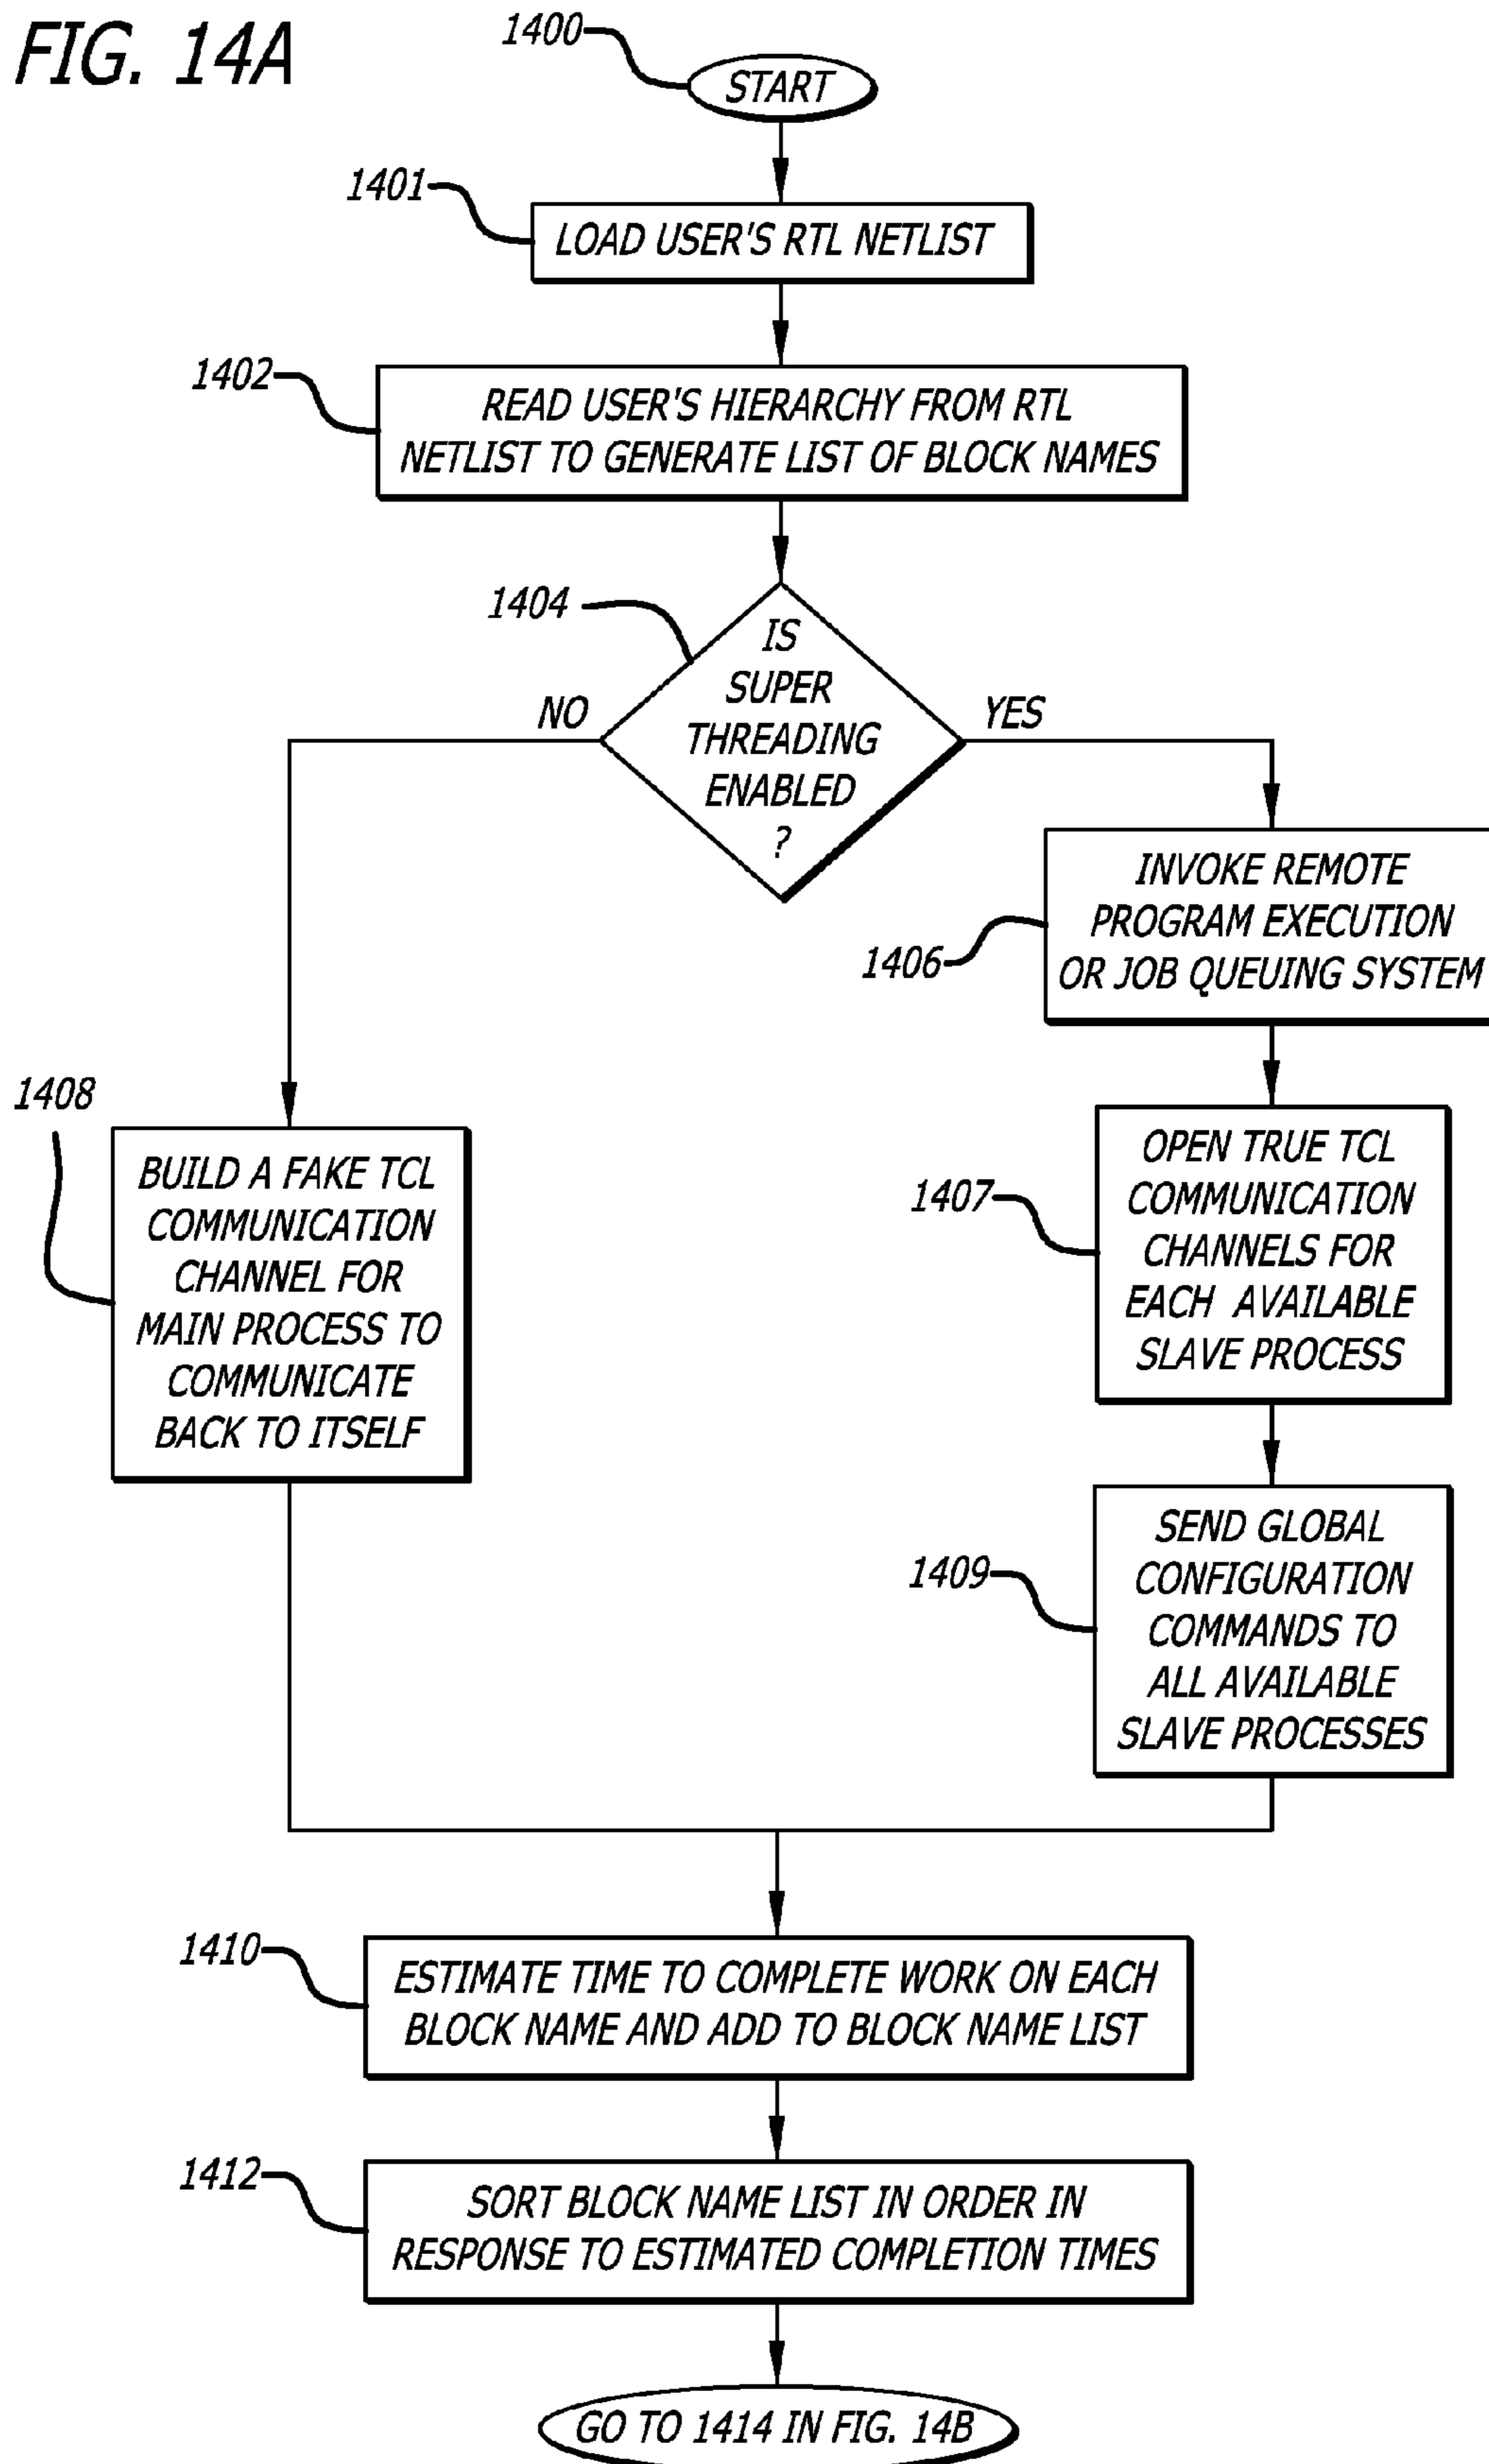 FIG. 14A
1400
START
1401
LOAD USER'S RTL NETLIST
1402
READ USER'S HIERARCHY FROM RTL
NETLIST TO GENERATE LIST OF BLOCK NAMES
1404
IS
SUPER
THREADING
ENABLED
?
NO
YES
1406
INVOKE REMOTE
PROGRAM EXECUTION
OR JOB QUEUING SYSTEM
1408
BUILD A FAKE TCL
COMMUNICATION
CHANNEL FOR
MAIN PROCESS TO
COMMUNICATE
BACK TO ITSELF
1407
OPEN TRUE TCL
COMMUNICATION
CHANNELS FOR
EACH AVAILABLE
SLAVE PROCESS
1409
SEND GLOBAL
CONFIGURATION
COMMANDS TO
ALL AVAILABLE
SLAVE PROCESSES
1410
ESTIMATE TIME TO COMPLETE WORK ON EACH
BLOCK NAME AND ADD TO BLOCK NAME LIST
1412
SORT BLOCK NAME LIST IN ORDER IN
RESPONSE TO ESTIMATED COMPLETION TIMES
GO TO 1414 IN FIG. 14B